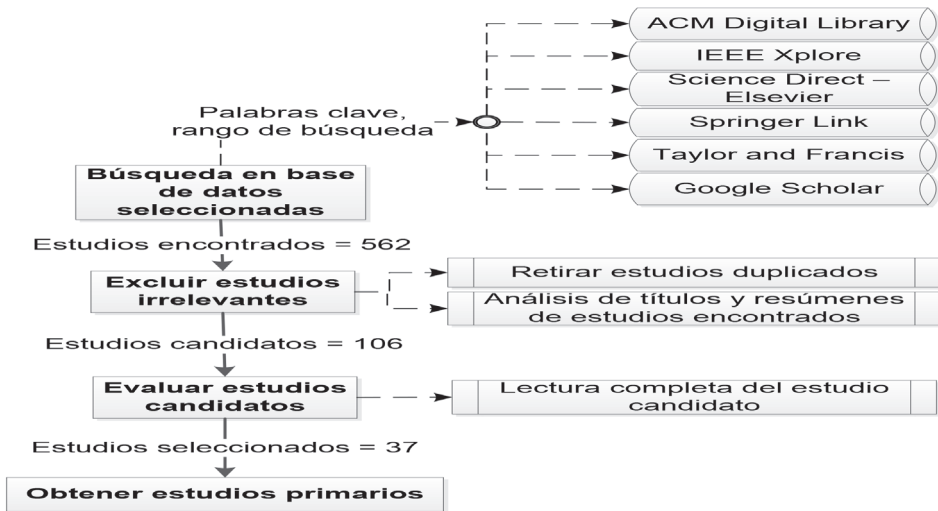 ACM Digital Library
IEEE Xplore
Science Direct –
Elsevier
Springer Link
Taylor and Francis
Google Scholar
Palabras clave,
rango de búsqueda
Búsqueda en base
de datos
seleccionadas
Estudios encontrados = 562
Excluir estudios
irrelevantes
Retirar estudios duplicados
Análisis de títulos y resúmenes
de estudios encontrados
Estudios candidatos = 106
Evaluar estudios
candidatos
Lectura completa del estudio
candidato
Estudios seleccionados = 37
Obtener estudios primarios